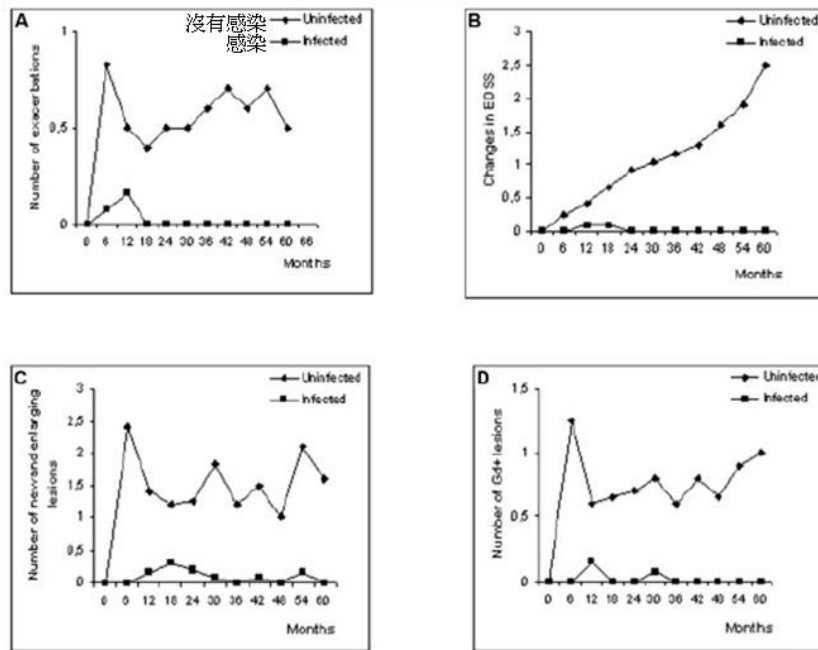 A
沒有感染 Uninfected
感染 Infected
Number of exacerbations
1
0,5
0
0 6 12 18 24 30 36 42 48 54 60 66
Months
B
Uninfected
Infected
Changes in EDSS
3
2,5
2
1,5
1
0,5
0
0 6 12 18 24 30 36 42 48 54 60
Months
C
Uninfected
Infected
Number of new and enlarging
lesions
3
2,5
2
1,5
1
0,5
0
0 6 12 18 24 30 36 42 48 54 60
Months
D
Uninfected
Infected
Number of Gd+ lesions
1,5
1
0,5
0
0 6 12 18 24 30 36 42 48 54 60
Months